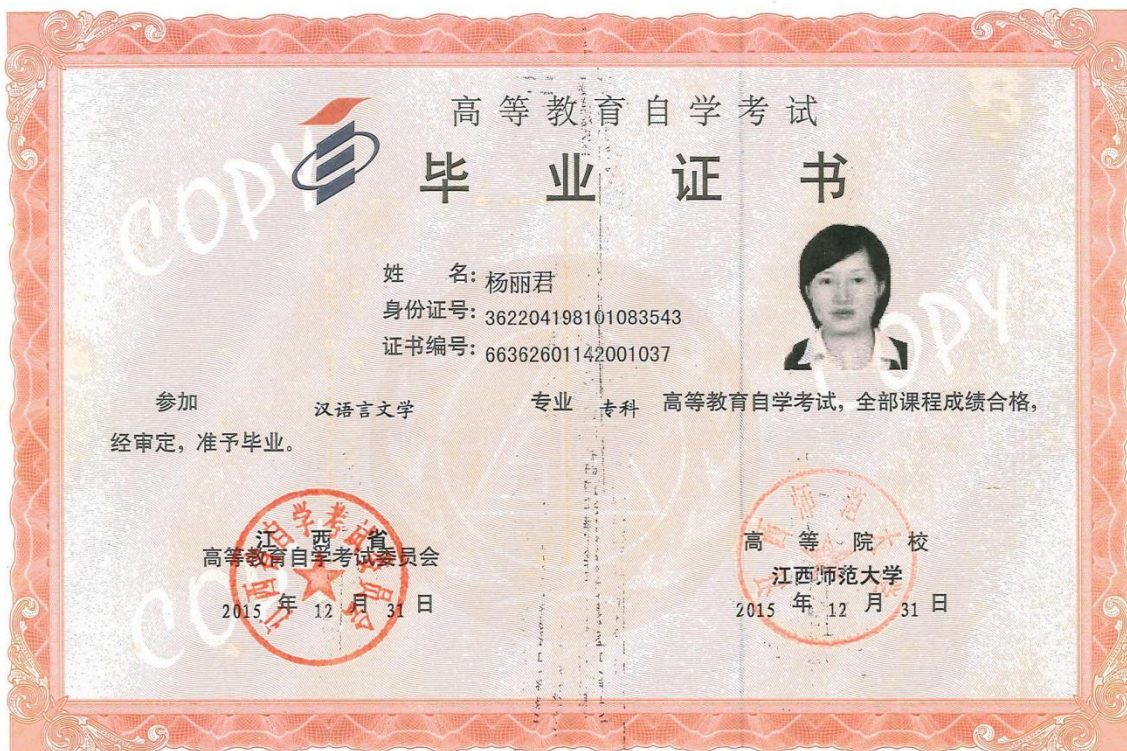 高等教育自学考试
毕业证书
COPY
姓 名: 杨丽君
身份证号: 362204198101083543
证书编号: 66362601142001037
COPY
参加 汉语言文学 专业 专科 高等教育自学考试, 全部课程成绩合格,
经审定, 准予毕业。
江西省
高等教育自学考试委员会
2015 年 12 月 31 日
高等院校
江西师范大学
2015 年 12 月 31 日
COPY